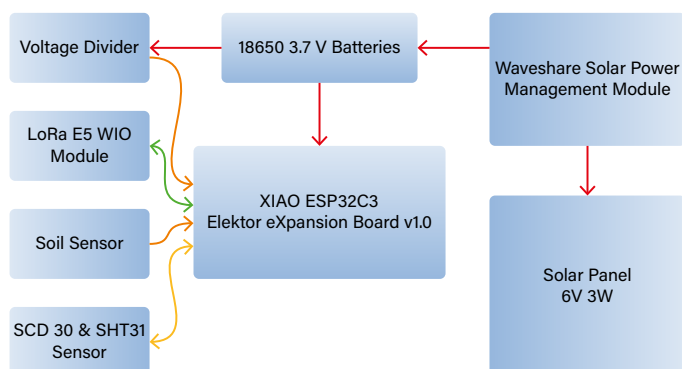 Voltage Divider
18650 3.7 V Batteries
Waveshare Solar Power
Management Module
LoRa E5 WIO
Module
XIAO ESP32C3
Elektor eXpansion Board v1.0
Soil Sensor
Solar Panel
6V 3W
SCD 30 & SHT31
Sensor